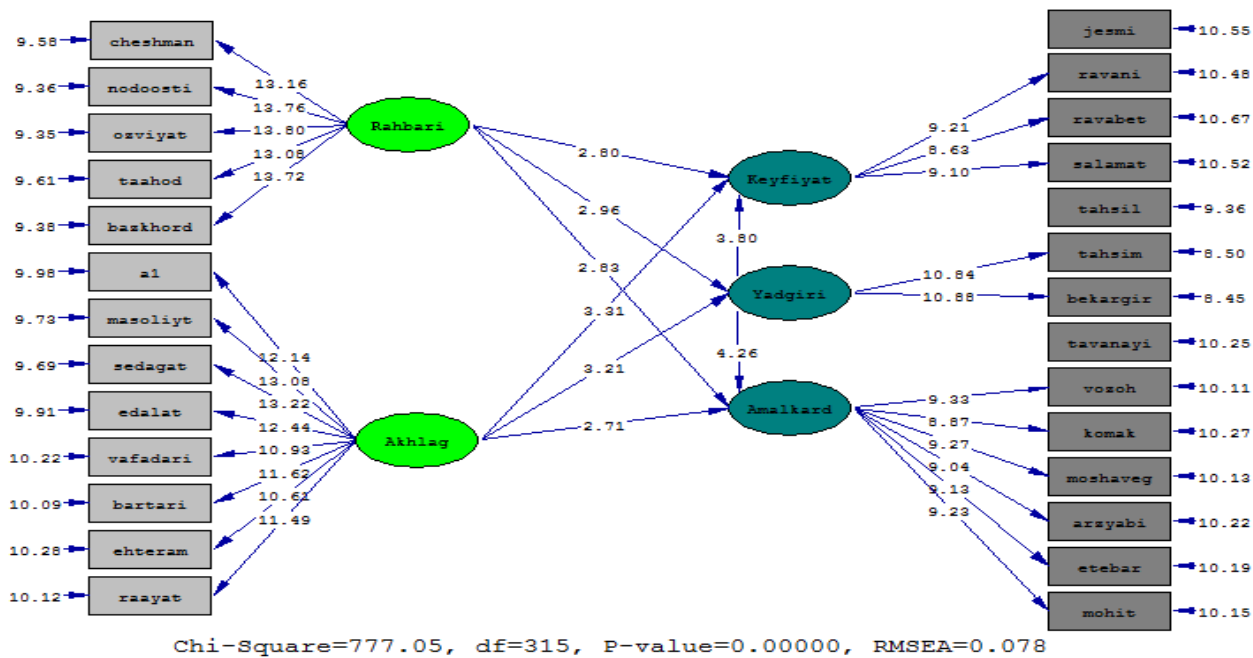 9.58 cheshman
9.36 nodoosti
9.35 ozviyat
9.61 taahod
9.38 bazkhord
9.98 a1
9.73 masoliyt
9.69 sedagat
9.91 edalat
10.22 vafadari
10.09 bartari
10.28 ehteram
10.12 raayat
13.16
13.76
13.80
13.08
13.72
12.14
13.08
13.22
12.44
10.93
11.62
10.61
11.49
Rahbari
Akhlag
2.80
2.96
2.83
3.31
3.21
2.71
Keyfiyat
3.80
Yadgiri
4.26
Amalkard
9.21
8.63
9.10
10.84
10.88
9.33
8.87
9.27
9.04
9.13
9.23
jesmi 10.55
ravani 10.48
ravabet 10.67
salamat 10.52
tahsil 9.36
tahsim 8.50
bekargir 8.45
tavanayi 10.25
vozoh 10.11
komak 10.27
moshaveg 10.13
arzyabi 10.22
etebar 10.19
mohit 10.15
Chi-Square=777.05, df=315, P-value=0.00000, RMSEA=0.078